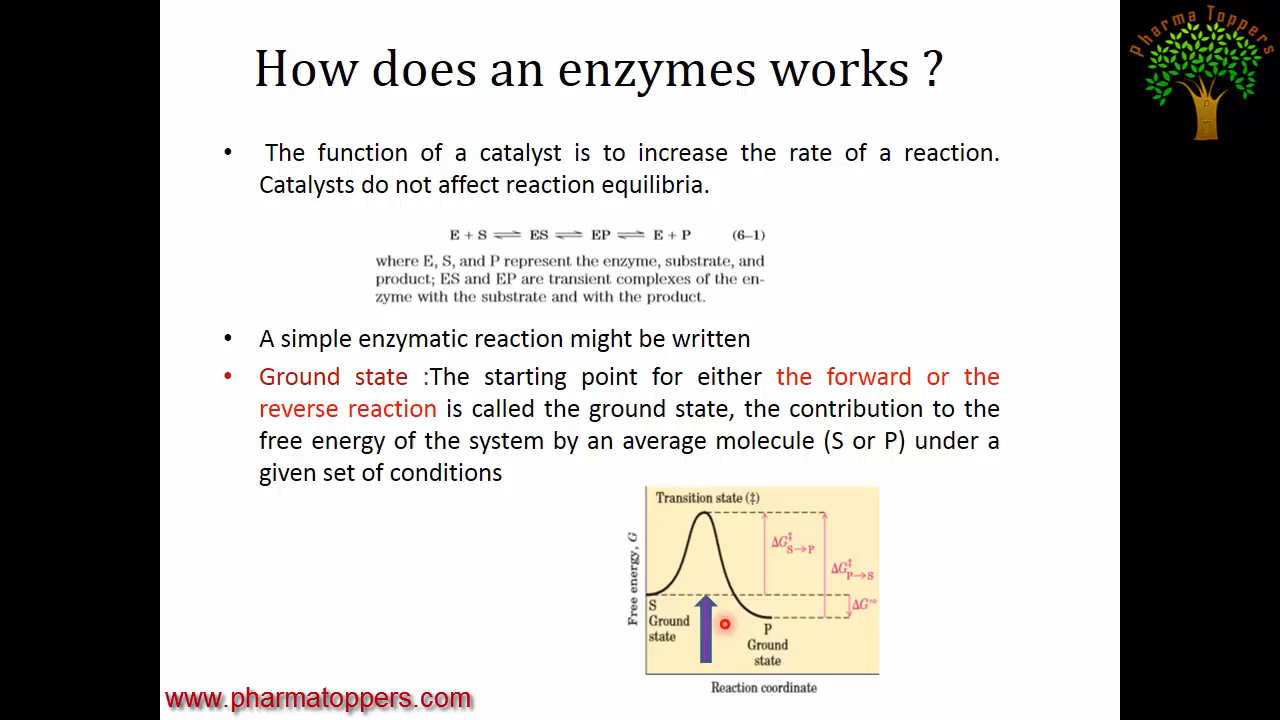 Pharma Toppers
How does an enzymes works ?
• The function of a catalyst is to increase the rate of a reaction.
Catalysts do not affect reaction equilibria.
E + S ⇌ ES ⇌ EP ⇌ E + P (6–1)
where E, S, and P represent the enzyme, substrate, and
product; ES and EP are transient complexes of the en-
zyme with the substrate and with the product.
• A simple enzymatic reaction might be written
• Ground state :The starting point for either the forward or the
reverse reaction is called the ground state, the contribution to the
free energy of the system by an average molecule (S or P) under a
given set of conditions
Transition state (‡)
Free energy, G
ΔG‡S→P
ΔG‡P→S
ΔG'°
S
Ground
state
P
Ground
state
Reaction coordinate
www.pharmatoppers.com
P
T